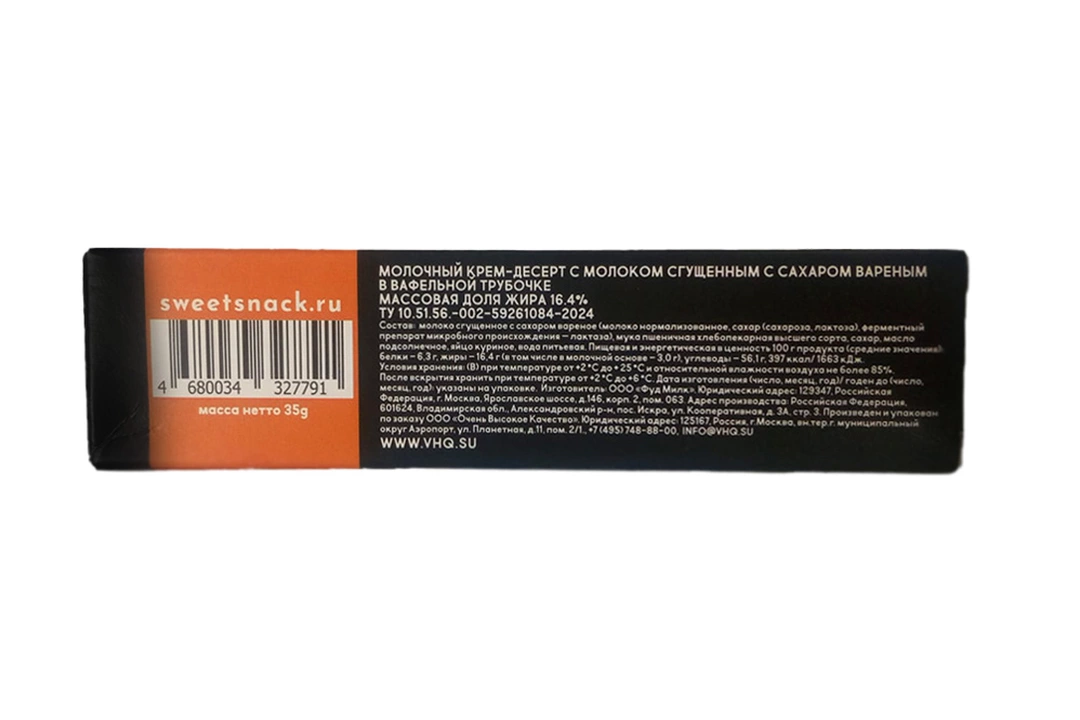 sweetsnack.ru
4 680034 327791
масса нетто 35g
МОЛОЧНЫЙ КРЕМ-ДЕСЕРТ С МОЛОКОМ СГУЩЕННЫМ С САХАРОМ ВАРЕНЫМ
В ВАФЕЛЬНОЙ ТРУБОЧКЕ
МАССОВАЯ ДОЛЯ ЖИРА 16.4%
ТУ 10.51.56.-002-59261084-2024
Состав: молоко сгущенное с сахаром вареное (молоко нормализованное, сахар (сахароза, лактоза), ферментный
препарат микробного происхождения – лактаза), мука пшеничная хлебопекарная высшего сорта, сахар, масло
подсолнечное, яйцо куриное, вода питьевая. Пищевая и энергетическая ценность 100 г продукта (средние значения):
белки – 6,3 г, жиры – 16,4 г (в том числе в молочной основе – 3,0 г), углеводы – 56,1 г, 397 ккал/ 1663 кДж.
Условия хранения: (В) при температуре от +2 °C до + 25 °C и относительной влажности воздуха не более 85%.
После вскрытия хранить при температуре от +2 °C до +6 °C. Дата изготовления (число, месяц, год)/ годен до (число,
месяц, год): указаны на упаковке. Изготовитель: ООО «Фуд Милк». Юридический адрес: 129347, Российская
Федерация, г. Москва, Ярославское шоссе, д.146, корп. 2, пом. 063. Адрес производства: Российская Федерация,
601624, Владимирская обл., Александровский р-н, пос. Искра, ул. Кооперативная, д. 3А, стр. 3. Произведен и упакован
по заказу ООО «Очень Высокое Качество». Юридический адрес: 125167, Россия, г.Москва, вн.тер.г. муниципальный
округ Аэропорт, ул. Планетная, д.11, пом. 2/1., +7 (495) 748-88-00, INFO@VHQ.SU
WWW.VHQ.SU